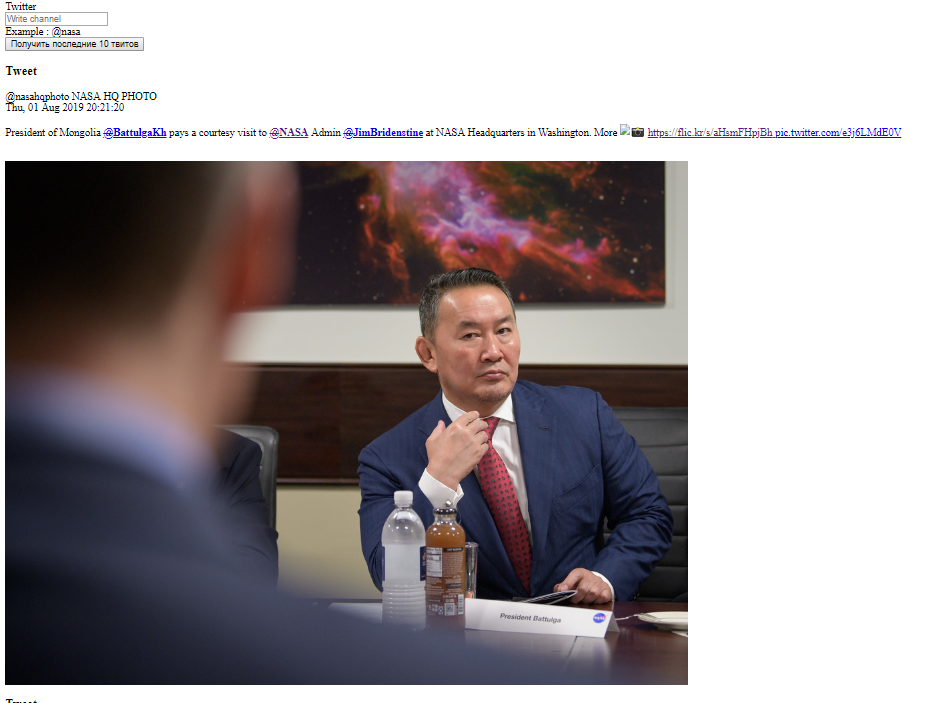 Twitter
Write channel
Example : @nasa
Получить последние 10 твитов
Tweet
@nasahqphoto NASA HQ PHOTO
Thu, 01 Aug 2019 20:21:20
President of Mongolia @BattulgaKh pays a courtesy visit to @NASA Admin @JimBridenstine at NASA Headquarters in Washington. More 📸 https://flic.kr/s/aHsmFHpjBh pic.twitter.com/e3j6LMdE0V
President Battulga
NASA
Tweet